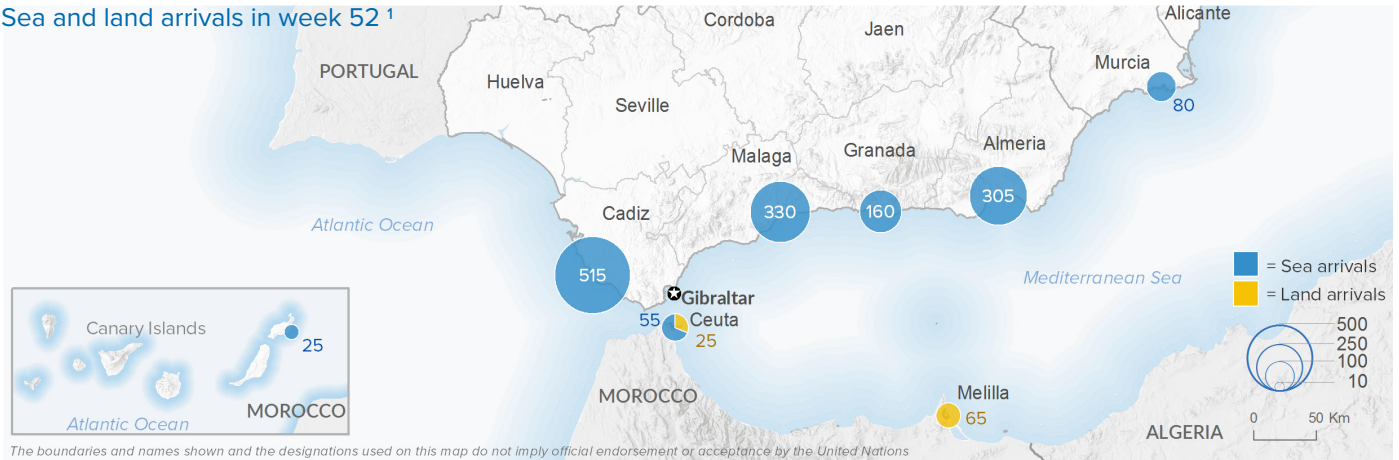 Sea and land arrivals in week 52 ¹
Cordoba
Jaen
Alicante
PORTUGAL
Huelva
Seville
Murcia
80
Malaga
Granada
Almeria
330
160
305
Cadiz
Atlantic Ocean
515
Mediterranean Sea
= Sea arrivals
= Land arrivals
Gibraltar
55
Ceuta
25
Canary Islands
25
MOROCCO
Atlantic Ocean
MOROCCO
Melilla
65
500
250
100
10
0
50 Km
ALGERIA
The boundaries and names shown and the designations used on this map do not imply official endorsement or acceptance by the United Nations